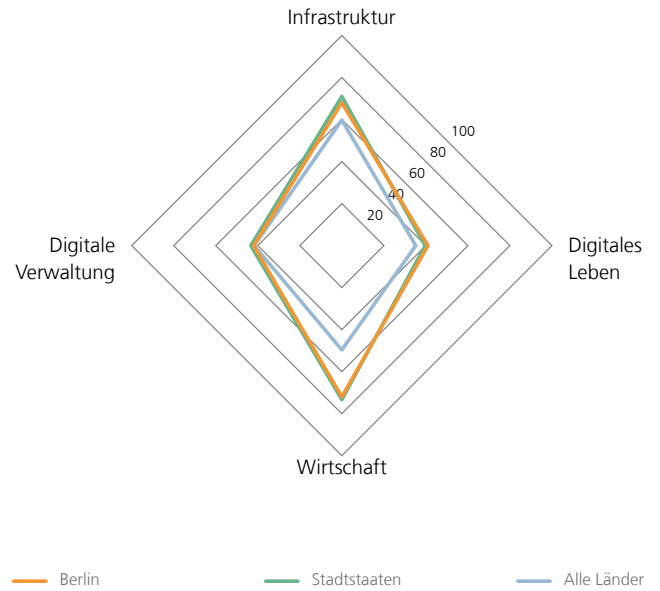 Infrastruktur
100
80
60
40
20
Digitale
Verwaltung
Digitales
Leben
Wirtschaft
Berlin
Stadtstaaten
Alle Länder